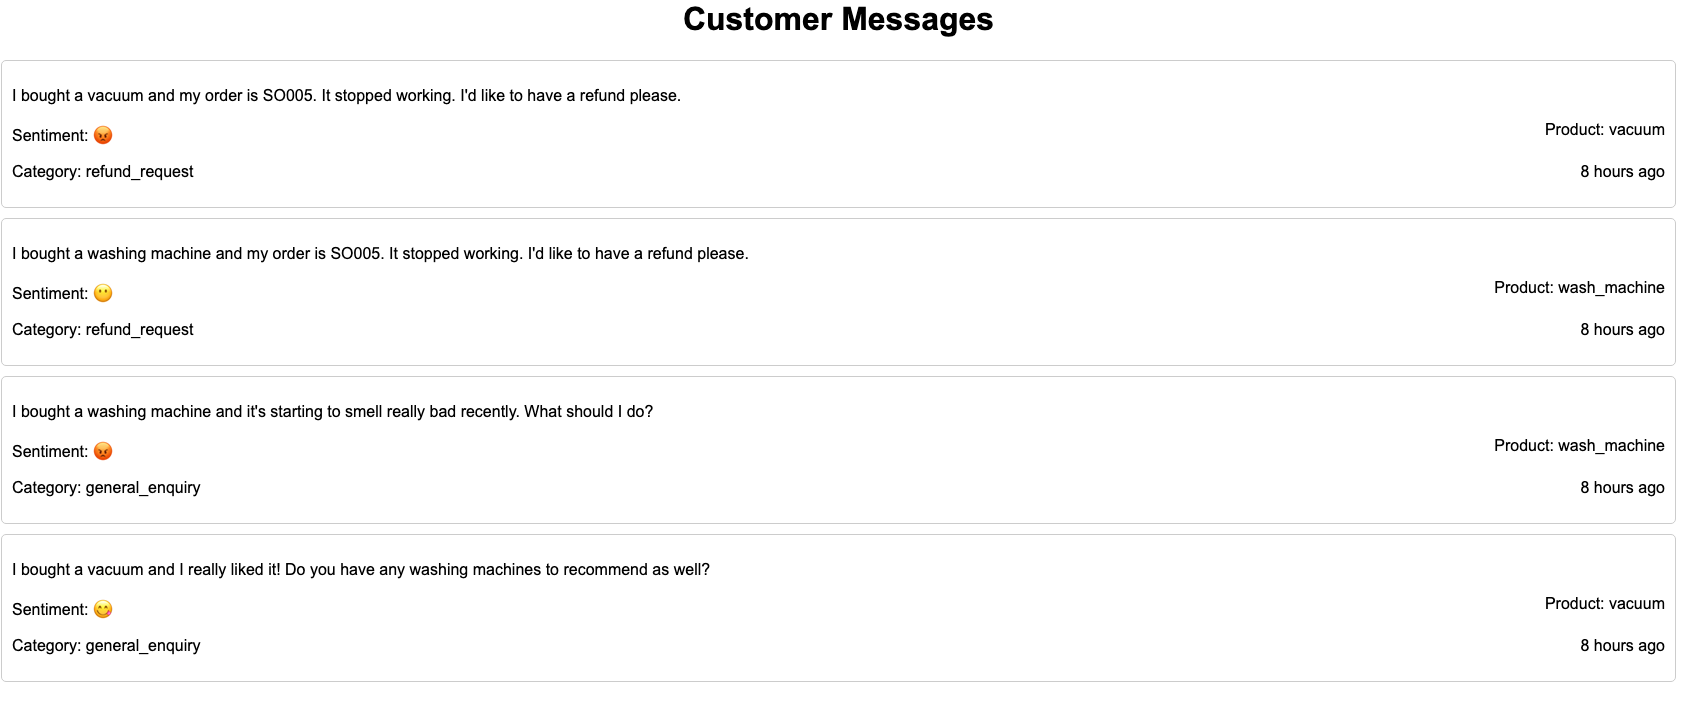 Customer Messages
I bought a vacuum and my order is SO005. It stopped working. I'd like to have a refund please.
Sentiment: 😡
Product: vacuum
Category: refund_request
8 hours ago
I bought a washing machine and my order is SO005. It stopped working. I'd like to have a refund please.
Sentiment: 😶
Product: wash_machine
Category: refund_request
8 hours ago
I bought a washing machine and it's starting to smell really bad recently. What should I do?
Sentiment: 😡
Product: wash_machine
Category: general_enquiry
8 hours ago
I bought a vacuum and I really liked it! Do you have any washing machines to recommend as well?
Sentiment: 😋
Product: vacuum
Category: general_enquiry
8 hours ago